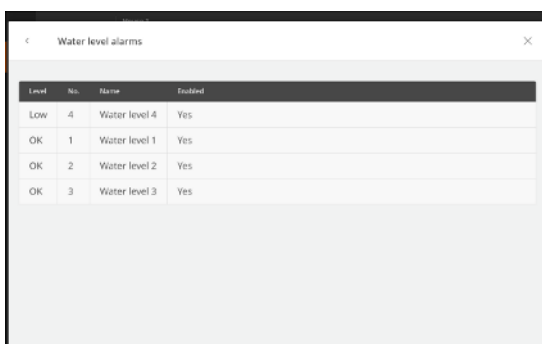 Water level alarms
Level No. Name Enabled
Low 4 Water level 4 Yes
OK 1 Water level 1 Yes
OK 2 Water level 2 Yes
OK 3 Water level 3 Yes